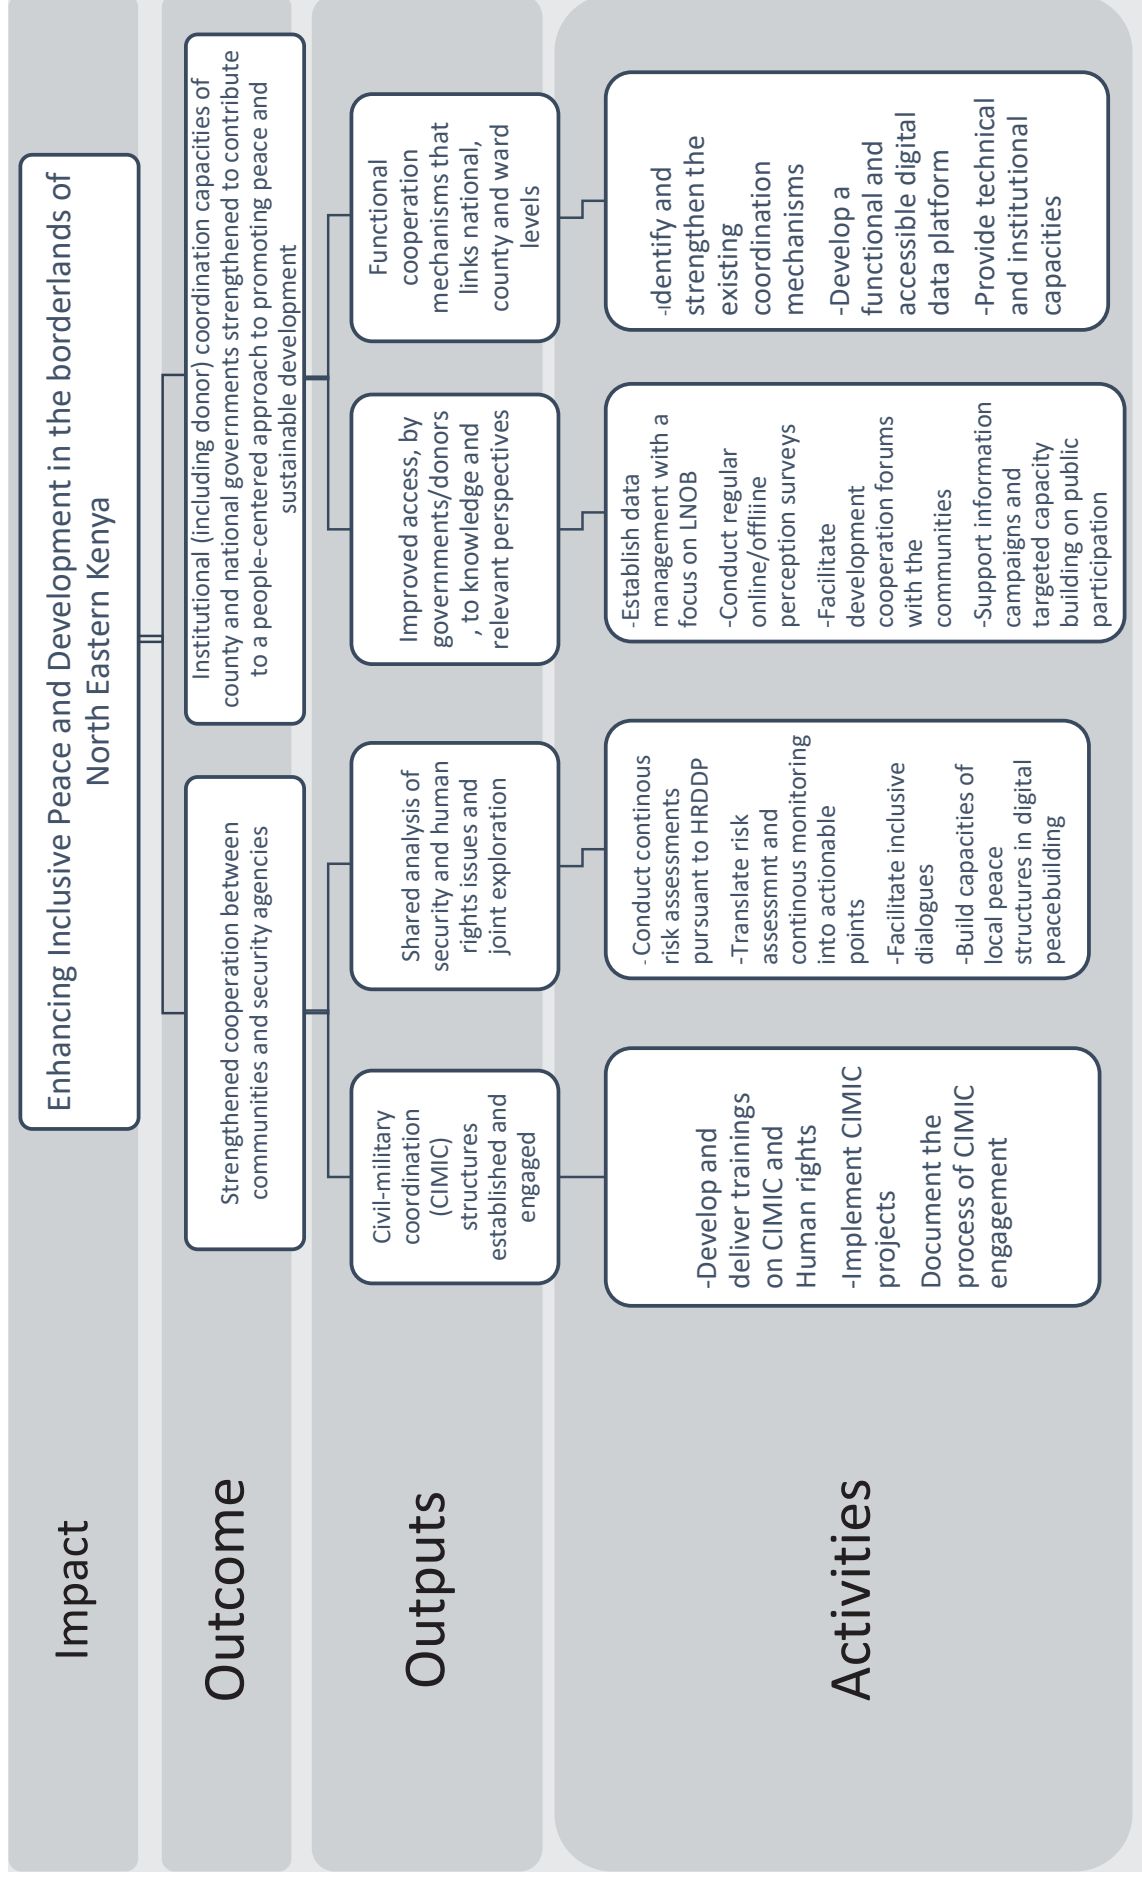 Impact
Enhancing Inclusive Peace and Development in the borderlands of
North Eastern Kenya
Outcome
Strengthened cooperation between
communities and security agencies
Institutional (including donor) coordination capacities of
county and national governments strengthened to contribute
to a people-centered approach to promoting peace and
sustainable development
Outputs
Civil-military
coordination
(CIMIC)
structures
established and
engaged
Shared analysis of
security and human
rights issues and
joint exploration
Improved access, by
governments/donors
, to knowledge and
relevant perspectives
Functional
cooperation
mechanisms that
links national,
county and ward
levels
Activities
-Develop and
deliver trainings
on CIMIC and
Human rights
-Implement CIMIC
projects
Document the
process of CIMIC
engagement
- Conduct continous
risk assessments
pursuant to HRDDP
-Translate risk
assessmnt and
continous monitoring
into actionable
points
-Facilitate inclusive
dialogues
-Build capacities of
local peace
structures in digital
peacebuilding
-Establish data
management with a
focus on LNOB
-Conduct regular
online/offliine
perception surveys
-Facilitate
development
cooperation forums
with the
communities
-Support information
campaigns and
targeted capacity
building on public
participation
-Identify and
strengthen the
existing
coordination
mechanisms
-Develop a
functional and
accessible digital
data platform
-Provide technical
and institutional
capacities